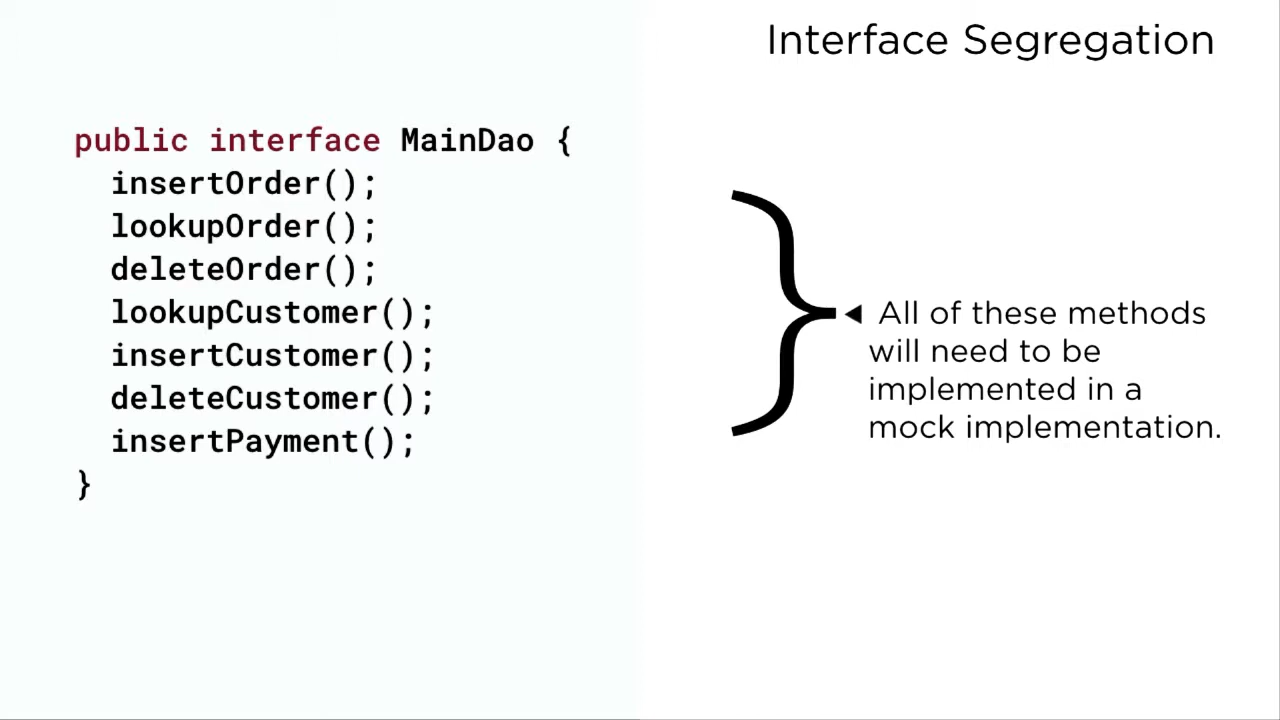 Interface Segregation
public interface MainDao {
insertOrder();
lookupOrder();
deleteOrder();
lookupCustomer();
insertCustomer();
deleteCustomer();
insertPayment();
}
All of these methods
will need to be
implemented in a
mock implementation.